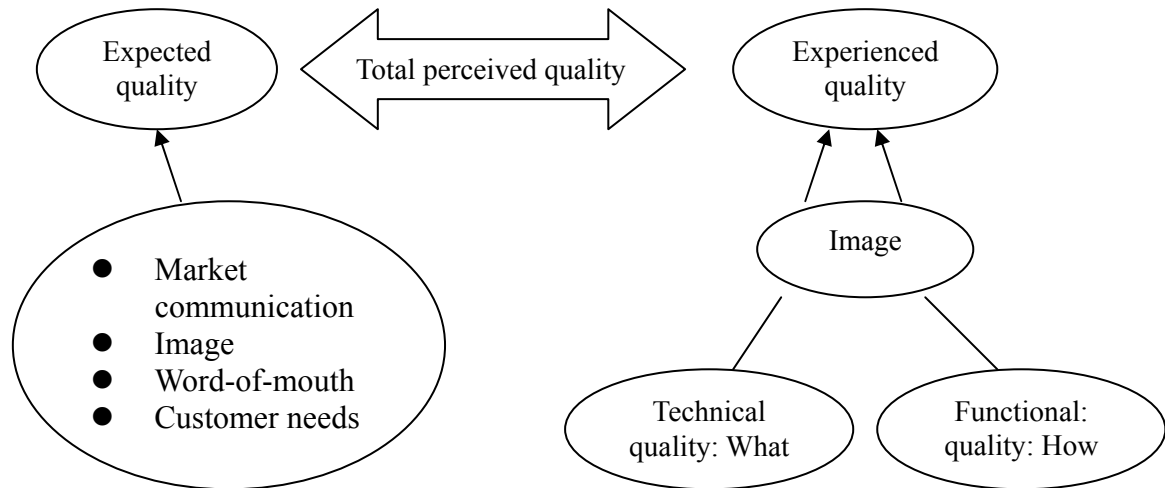 Expected
quality
Total perceived quality
Experienced
quality
● Market
communication
● Image
● Word-of-mouth
● Customer needs
Image
Technical
quality: What
Functional:
quality: How